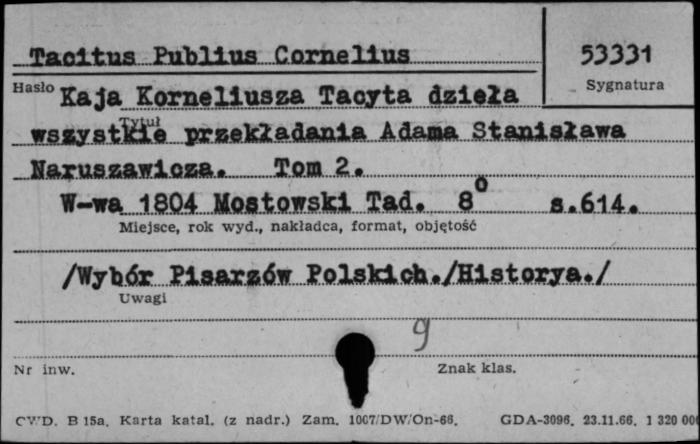 Tacitus Publius Cornelius
53331
Hasło
Sygnatura
Kaja Korneliusza Tacyta dzieła
Tytuł
wszystkie przekładania Adama Stanisława
Naruszawicza. Tom 2.
W-wa 1804 Mostowski Tad. 8° s.614.
Miejsce, rok wyd., nakładca, format, objętość
/Wybór Pisarzów Polskich./Historya./
Uwagi
9
Nr inw.
Znak klas.
CWD. B 15a. Karta katal. (z nadr.) Zam. 1007/DW/On-66. GDA-3096. 23.11.66. 1 320 000